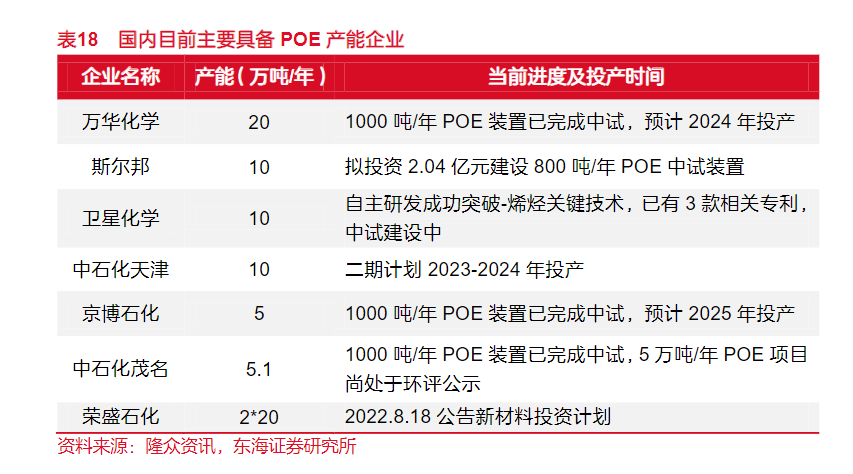 表18 国内目前主要具备 POE 产能企业
企业名称 产能（万吨/年） 当前进度及投产时间
万华化学 20 1000 吨/年 POE 装置已完成中试，预计 2024 年投产
斯尔邦 10 拟投资 2.04 亿元建设 800 吨/年 POE 中试装置
卫星化学 10 自主研发成功突破-烯烃关键技术，已有 3 款相关专利，
中试建设中
中石化天津 10 二期计划 2023-2024 年投产
京博石化 5 1000 吨/年 POE 装置已完成中试，预计 2025 年投产
中石化茂名 5.1 1000 吨/年 POE 装置已完成中试，5 万吨/年 POE 项目
尚处于环评公示
荣盛石化 2*20 2022.8.18 公告新材料投资计划
资料来源：隆众资讯，东海证券研究所